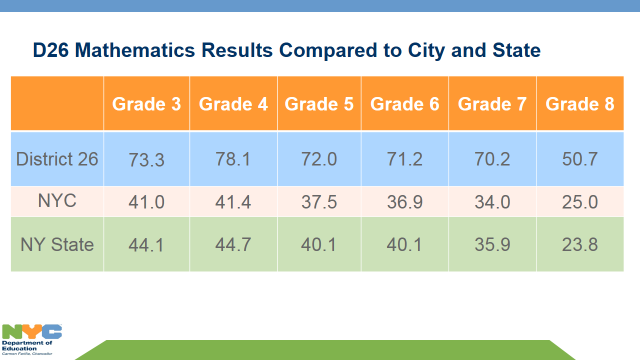 D26 Mathematics Results Compared to City and State
Grade 3 Grade 4 Grade 5 Grade 6 Grade 7 Grade 8
District 26 73.3 78.1 72.0 71.2 70.2 50.7
NYC 41.0 41.4 37.5 36.9 34.0 25.0
NY State 44.1 44.7 40.1 40.1 35.9 23.8
NYC
Department of
Education
Carmen Fariña, Chancellor